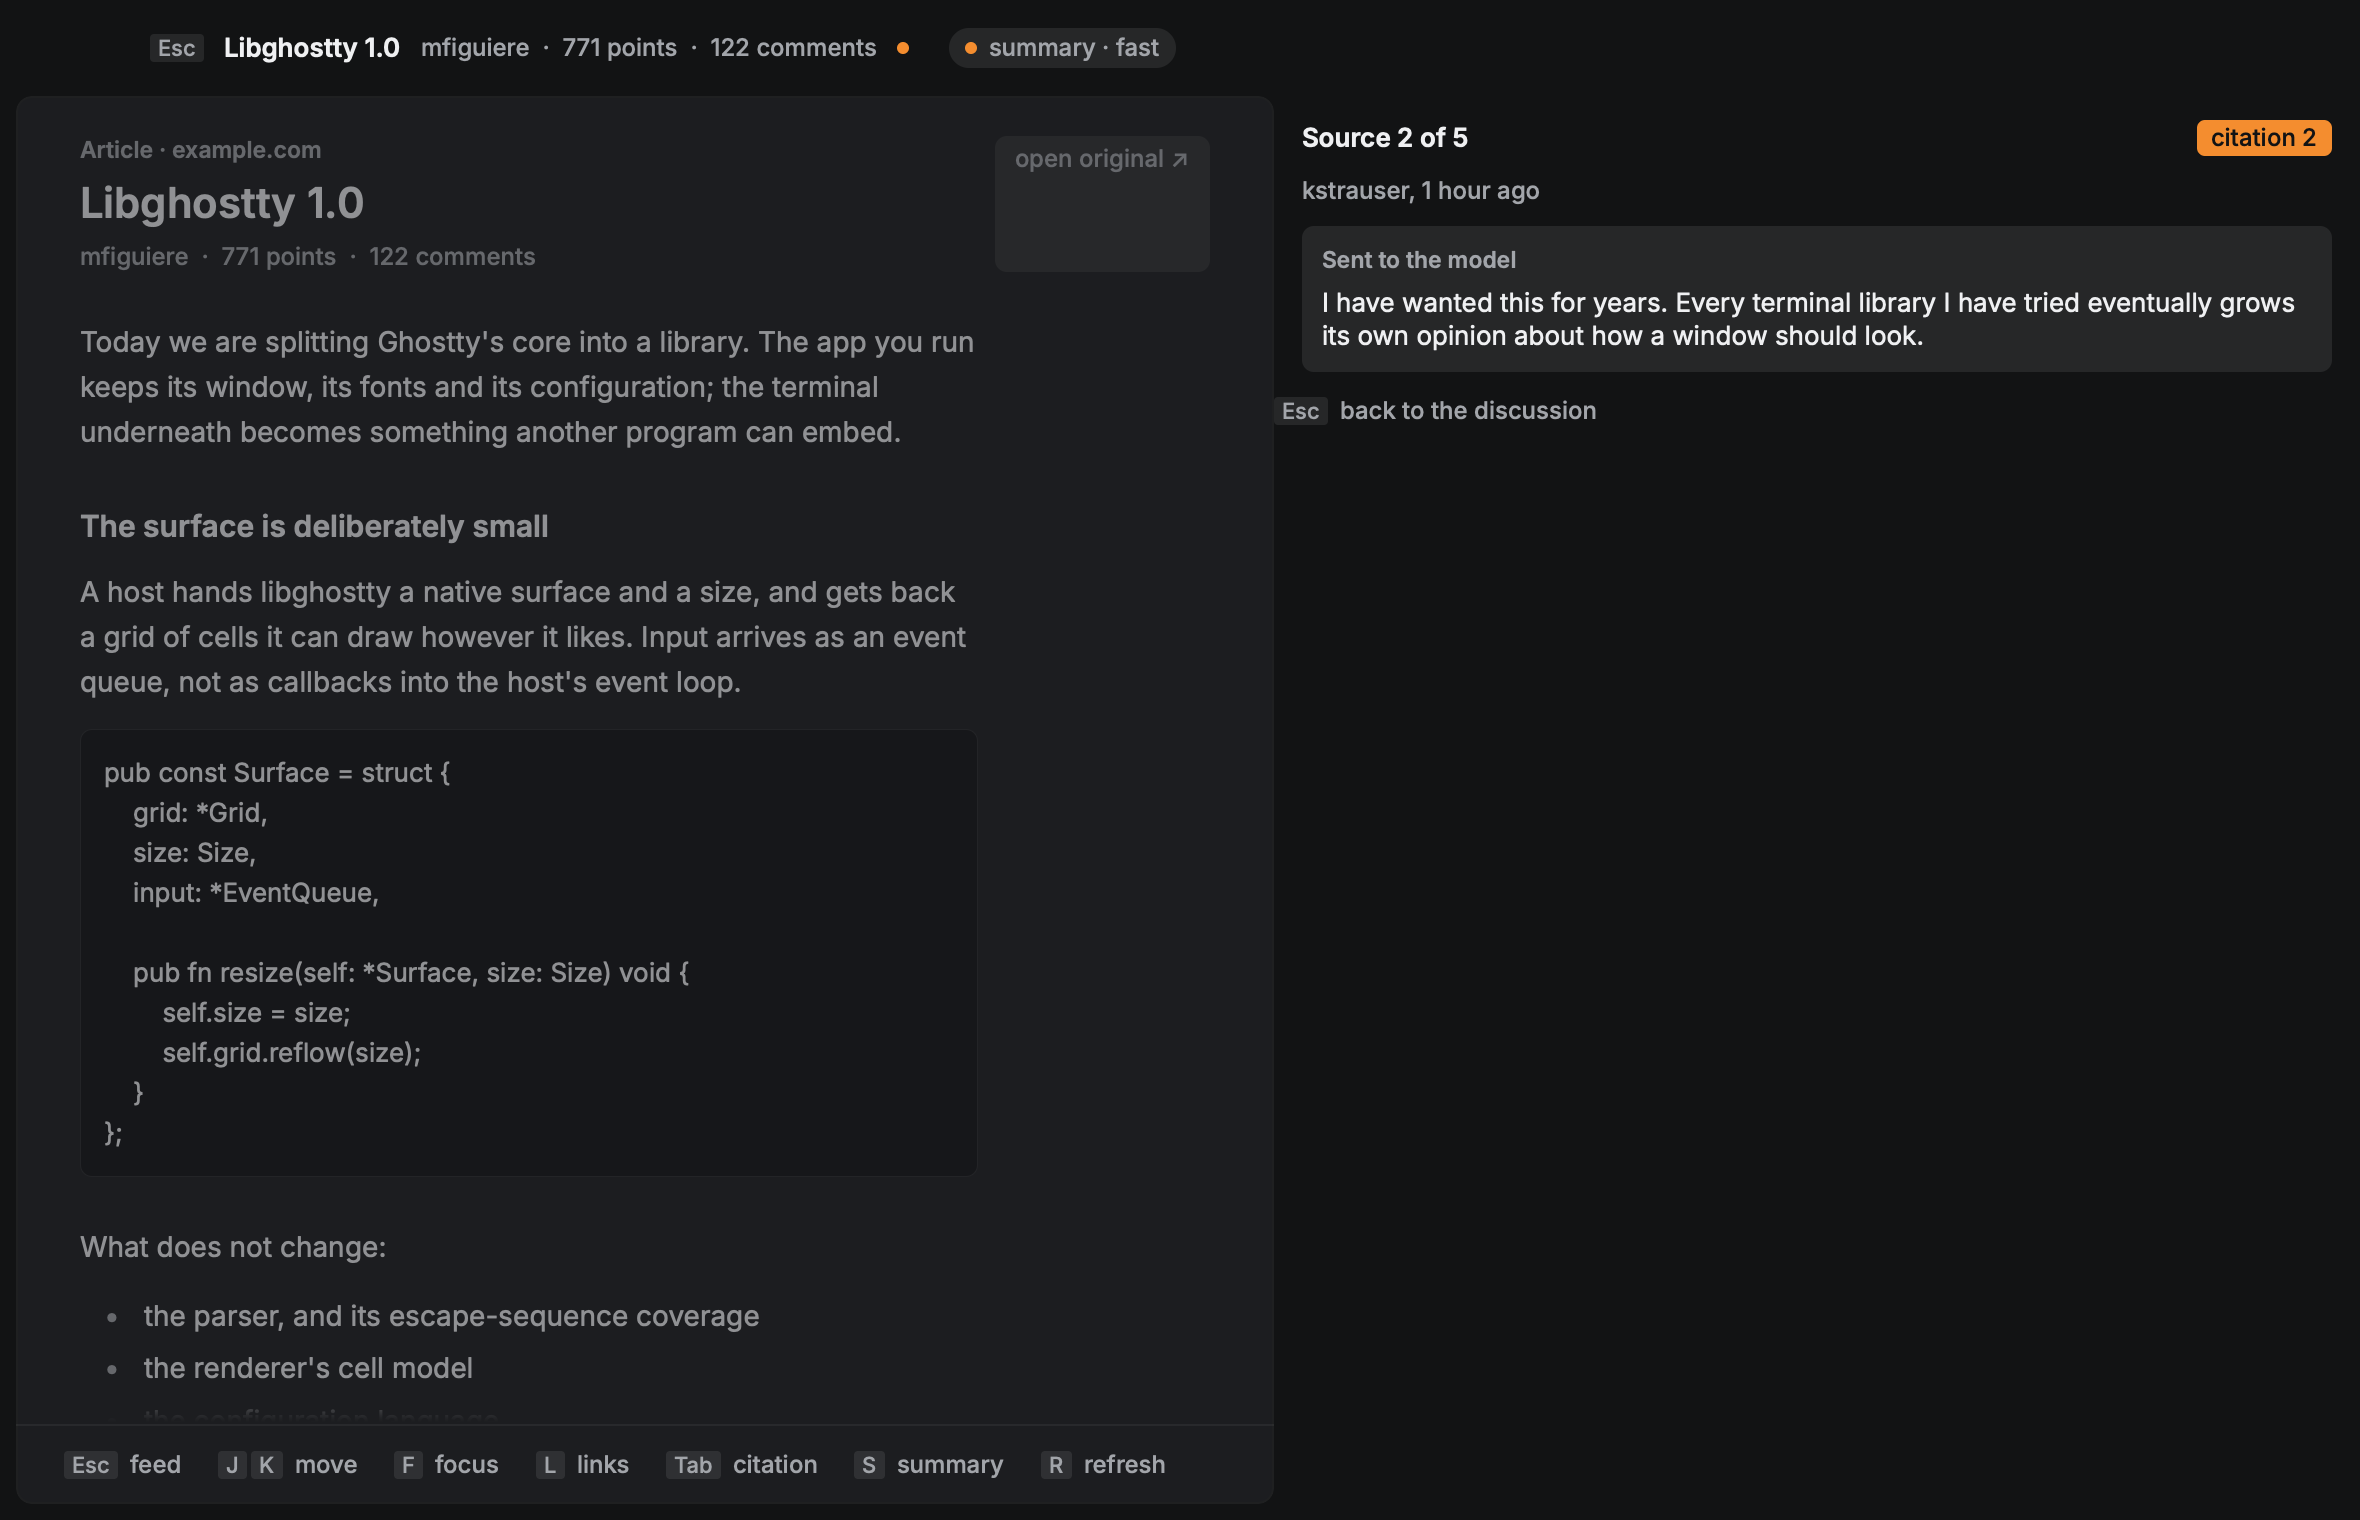 Esc Libghostty 1.0 mfiguiere · 771 points · 122 comments summary · fast
Article · example.com
open original ↗
Libghostty 1.0
mfiguiere · 771 points · 122 comments
Today we are splitting Ghostty's core into a library. The app you run
keeps its window, its fonts and its configuration; the terminal
underneath becomes something another program can embed.
The surface is deliberately small
A host hands libghostty a native surface and a size, and gets back
a grid of cells it can draw however it likes. Input arrives as an event
queue, not as callbacks into the host's event loop.
pub const Surface = struct {
    grid: *Grid,
    size: Size,
    input: *EventQueue,
    pub fn resize(self: *Surface, size: Size) void {
        self.size = size;
        self.grid.reflow(size);
    }
};
What does not change:
• the parser, and its escape-sequence coverage
• the renderer's cell model
the configuration language
Esc feed J K move F focus L links Tab citation S summary R refresh
Source 2 of 5
citation 2
kstrauser, 1 hour ago
Sent to the model
I have wanted this for years. Every terminal library I have tried eventually grows
its own opinion about how a window should look.
Esc back to the discussion